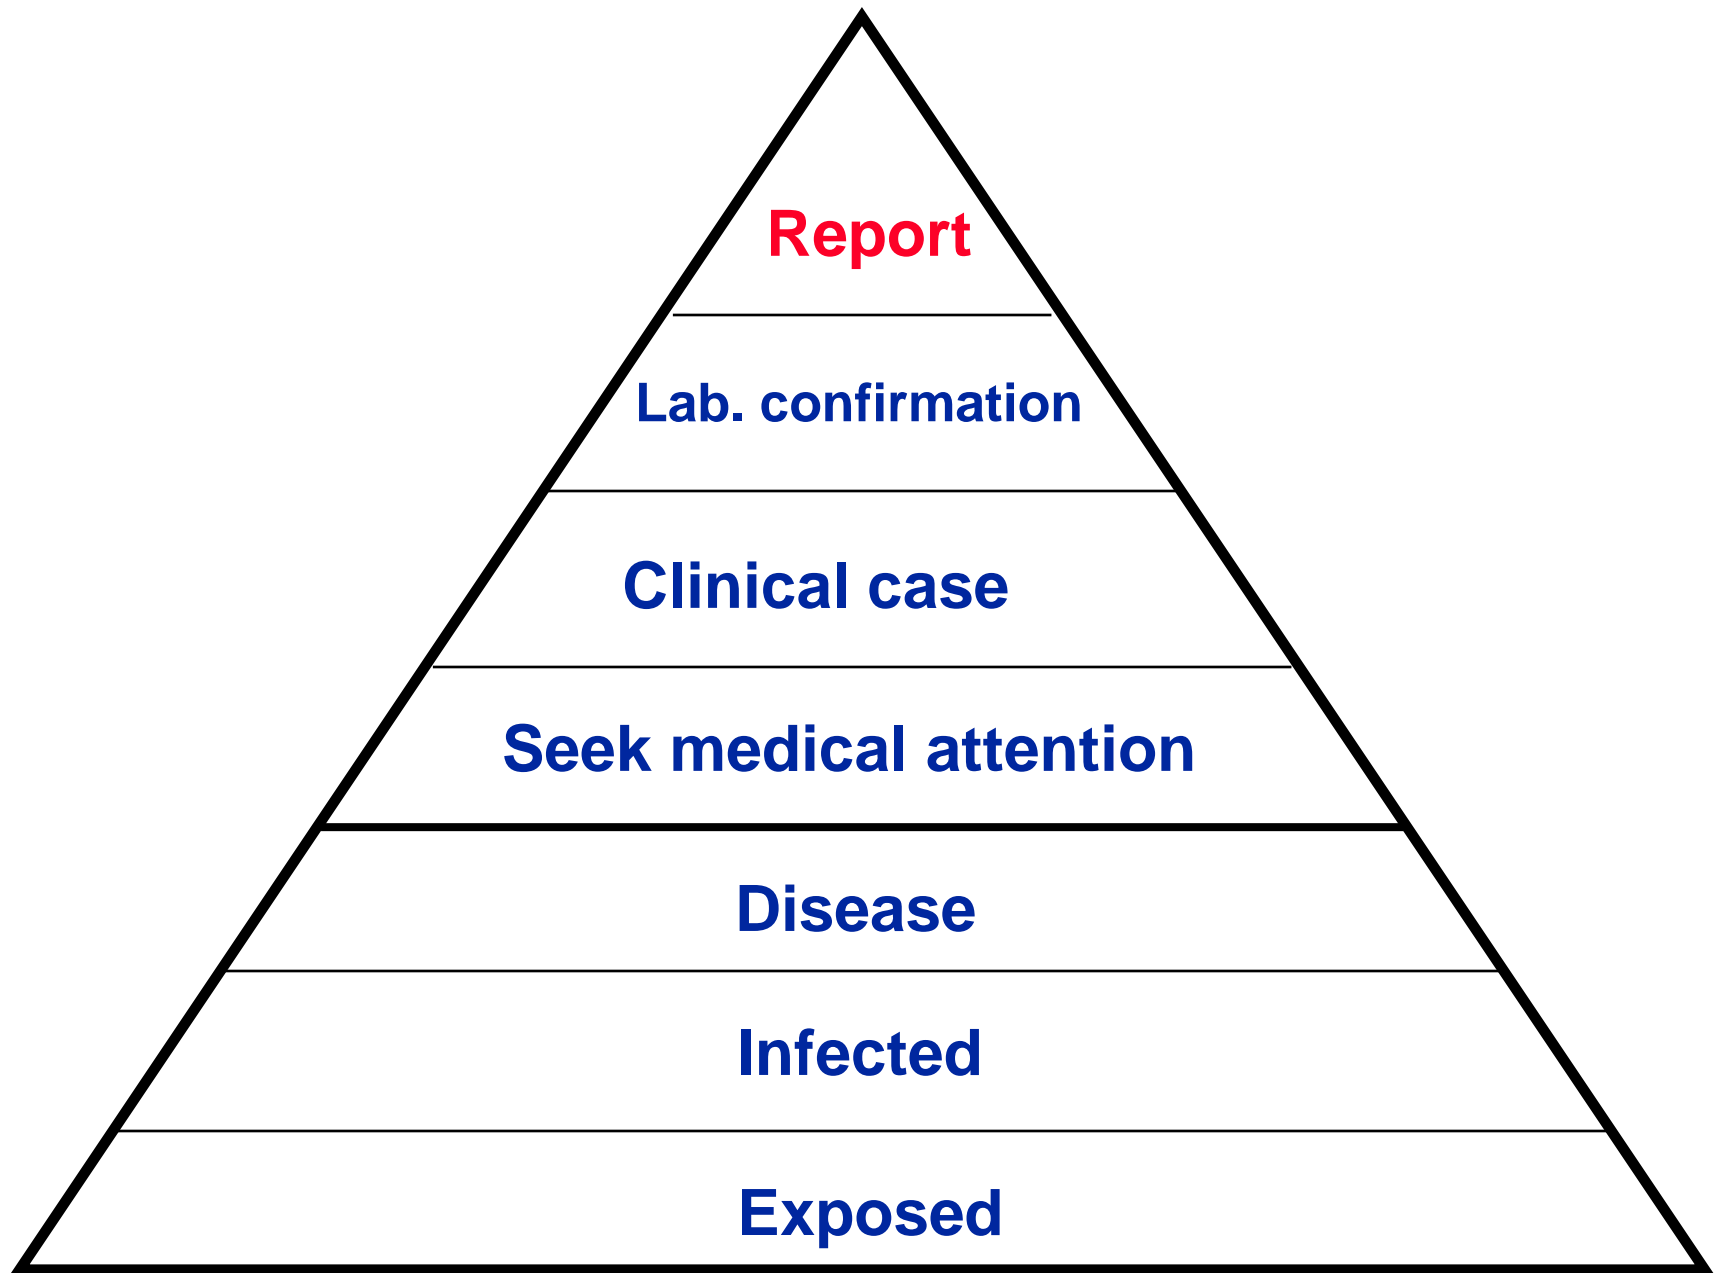 Report
Lab. confirmation
Clinical case
Seek medical attention
Disease
Infected
Exposed